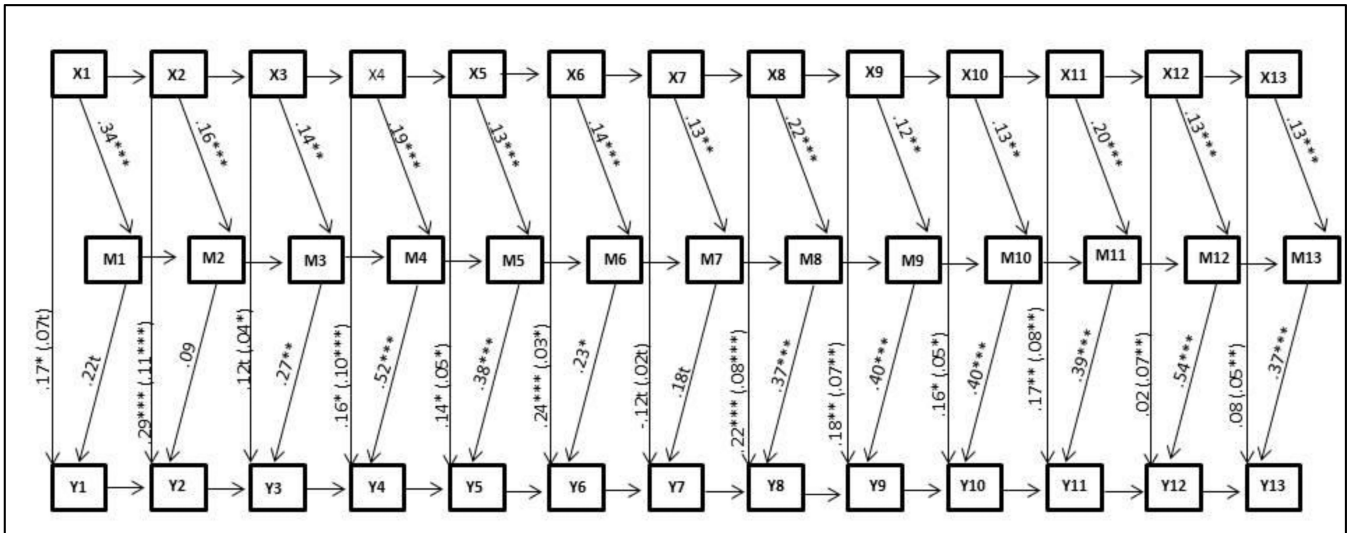 X1 X2 X3 X4 X5 X6 X7 X8 X9 X10 X11 X12 X13
.34*** .16*** .14** .19*** .13*** .14*** .13** .22*** .12** .13** .20*** .13*** .13***
M1 M2 M3 M4 M5 M6 M7 M8 M9 M10 M11 M12 M13
.17* (.07t) .29*** (.11***) .12t (.04*) .16* (.10***) .14* (.05*) .24*** (.03*) -.12t (.02t) .22*** (.08***) .18** (.07**) .16* (.05*) .17** (.08**) .02 (.07**) .08 (.05**)
.22t .09 .27** .52*** .38*** .23* .18t .37*** .40*** .40*** .39*** .54*** .37***
Y1 Y2 Y3 Y4 Y5 Y6 Y7 Y8 Y9 Y10 Y11 Y12 Y13